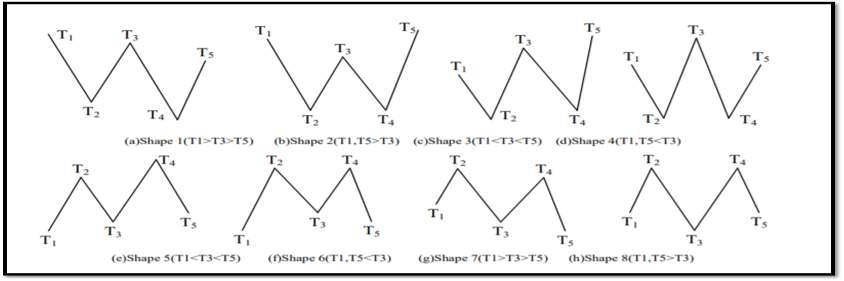 T1 T3 T1 T5 T3 T5 T3
T5 T3 T1 T1 T5
T2 T4 T2 T4 T2 T4 T2 T4
(a)Shape 1(T1>T3>T5) (b)Shape 2(T1,T5>T3) (c)Shape 3(T1<T3<T5) (d)Shape 4(T1,T5<T3)
T2 T4 T2 T4 T2 T4 T2 T4
T1 T3 T5 T1 T3 T5 T1 T3 T5 T1 T3 T5
(e)Shape 5(T1<T3<T5) (f)Shape 6(T1,T5<T3) (g)Shape 7(T1>T3>T5) (h)Shape 8(T1,T5>T3)